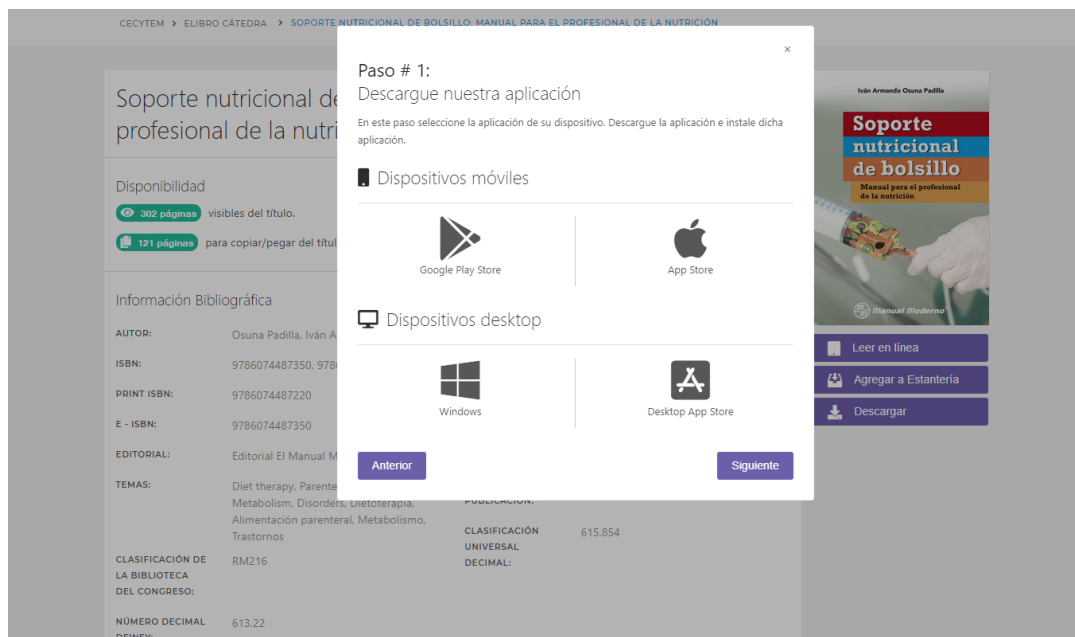 CECYTEM > ELIBRO CÁTEDRA > SOPORTE NUTRICIONAL DE BOLSILLO: MANUAL PARA EL PROFESIONAL DE LA NUTRICIÓN
×
Paso # 1:
Descargue nuestra aplicación
En este paso seleccione la aplicación de su dispositivo. Descargue la aplicación e instale dicha
aplicación.
Dispositivos móviles
Google Play Store
App Store
Dispositivos desktop
Windows
Desktop App Store
Anterior
Siguiente
Soporte nutricional de
profesional de la nutri
Disponibilidad
302 páginas visibles del título.
121 páginas para copiar/pegar del títul
Información Bibliográfica
AUTOR:
Osuna Padilla, Iván A
ISBN:
9786074487350, 978
PRINT ISBN:
9786074487220
E - ISBN:
9786074487350
EDITORIAL:
Editorial El Manual M
TEMAS:
Diet therapy, Parente
Metabolism, Disorders, Dietoterapia,
Alimentación parenteral, Metabolismo,
Trastornos
CLASIFICACIÓN DE
LA BIBLIOTECA
DEL CONGRESO:
RM216
NÚMERO DECIMAL
DEWEY:
613.22
PUBLICACIÓN:
CLASIFICACIÓN
UNIVERSAL
DECIMAL:
615.854
Iván Armando Osuna Padilla
Soporte
nutricional
de bolsillo
Manual para el profesional
de la nutrición
Manual Moderno
Leer en línea
Agregar a Estantería
Descargar